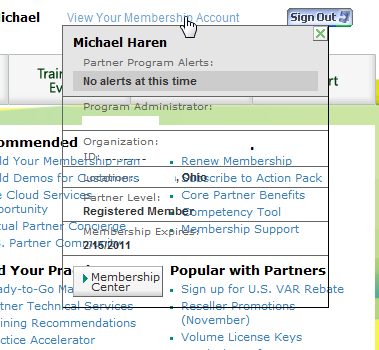 ichael
View Your Membership Account
Sign Out
Michael Haren
Partner Program Alerts:
No alerts at this time
Train
Ev
rt
Program Administrator:
ommended
Organization:
ID:
ld Your Membership
Renew Membership
ld Demos for Customers
Location: , Ohio
Subscribe to Action Pack
e Cloud Services
Partner Level:
Core Partner Benefits
portunity
Registered Member
Competency Tool
tual Partner Concierge
Membership Expires:
Membership Support
. Partner Com
2/15/2011
d Your Pra
Membership Center
Popular with Partners
ady-to-Go Ma
Sign up for U.S. VAR Rebate
rtner Technical Services
Reseller Promotions
ining Recommendations
(November)
actice Accelerator
Volume License Keys